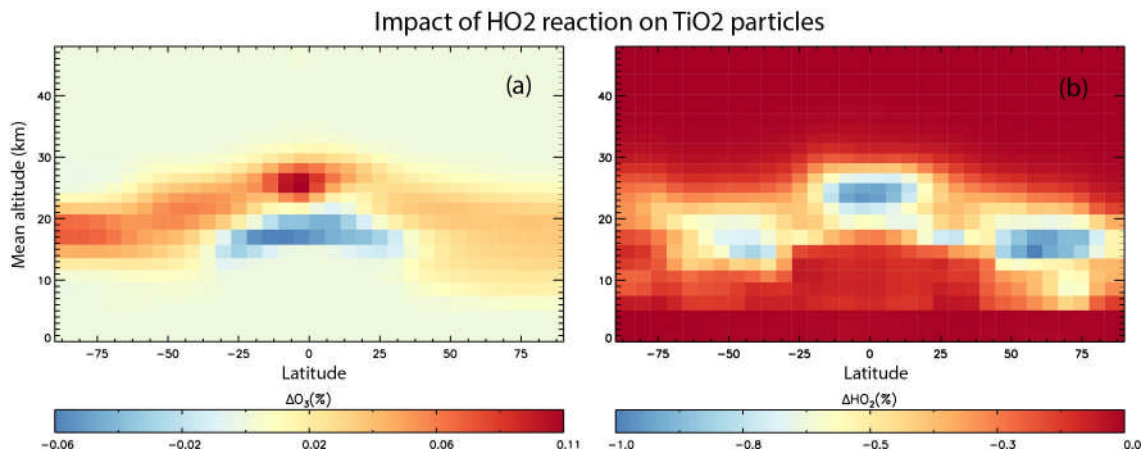 Impact of HO2 reaction on TiO2 particles
(a)
(b)
Mean altitude (km)
40
30
20
10
0
−75 −50 −25 0 25 50 75
Latitude
40
30
20
10
0
−75 −50 −25 0 25 50 75
Latitude
ΔO₃(%)
−0.06 −0.02 0.02 0.06 0.11
ΔHO₂(%)
−1.0 −0.8 −0.5 −0.3 0.0